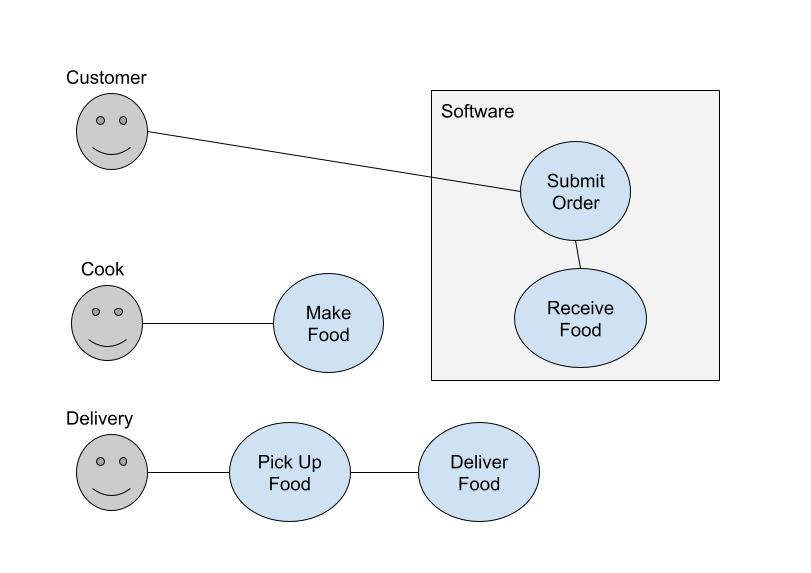 Customer
Software
Submit
Order
Cook
Make
Food
Receive
Food
Delivery
Pick Up
Food
Deliver
Food